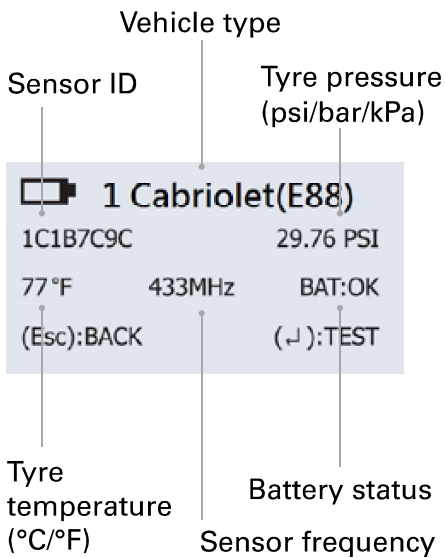 Vehicle type
Sensor ID
Tyre pressure
(psi/bar/kPa)
1 Cabriolet(E88)
1C1B7C9C 29.76 PSI
77°F 433MHz BAT:OK
(Esc):BACK (↵):TEST
Tyre
temperature
(°C/°F)
Battery status
Sensor frequency